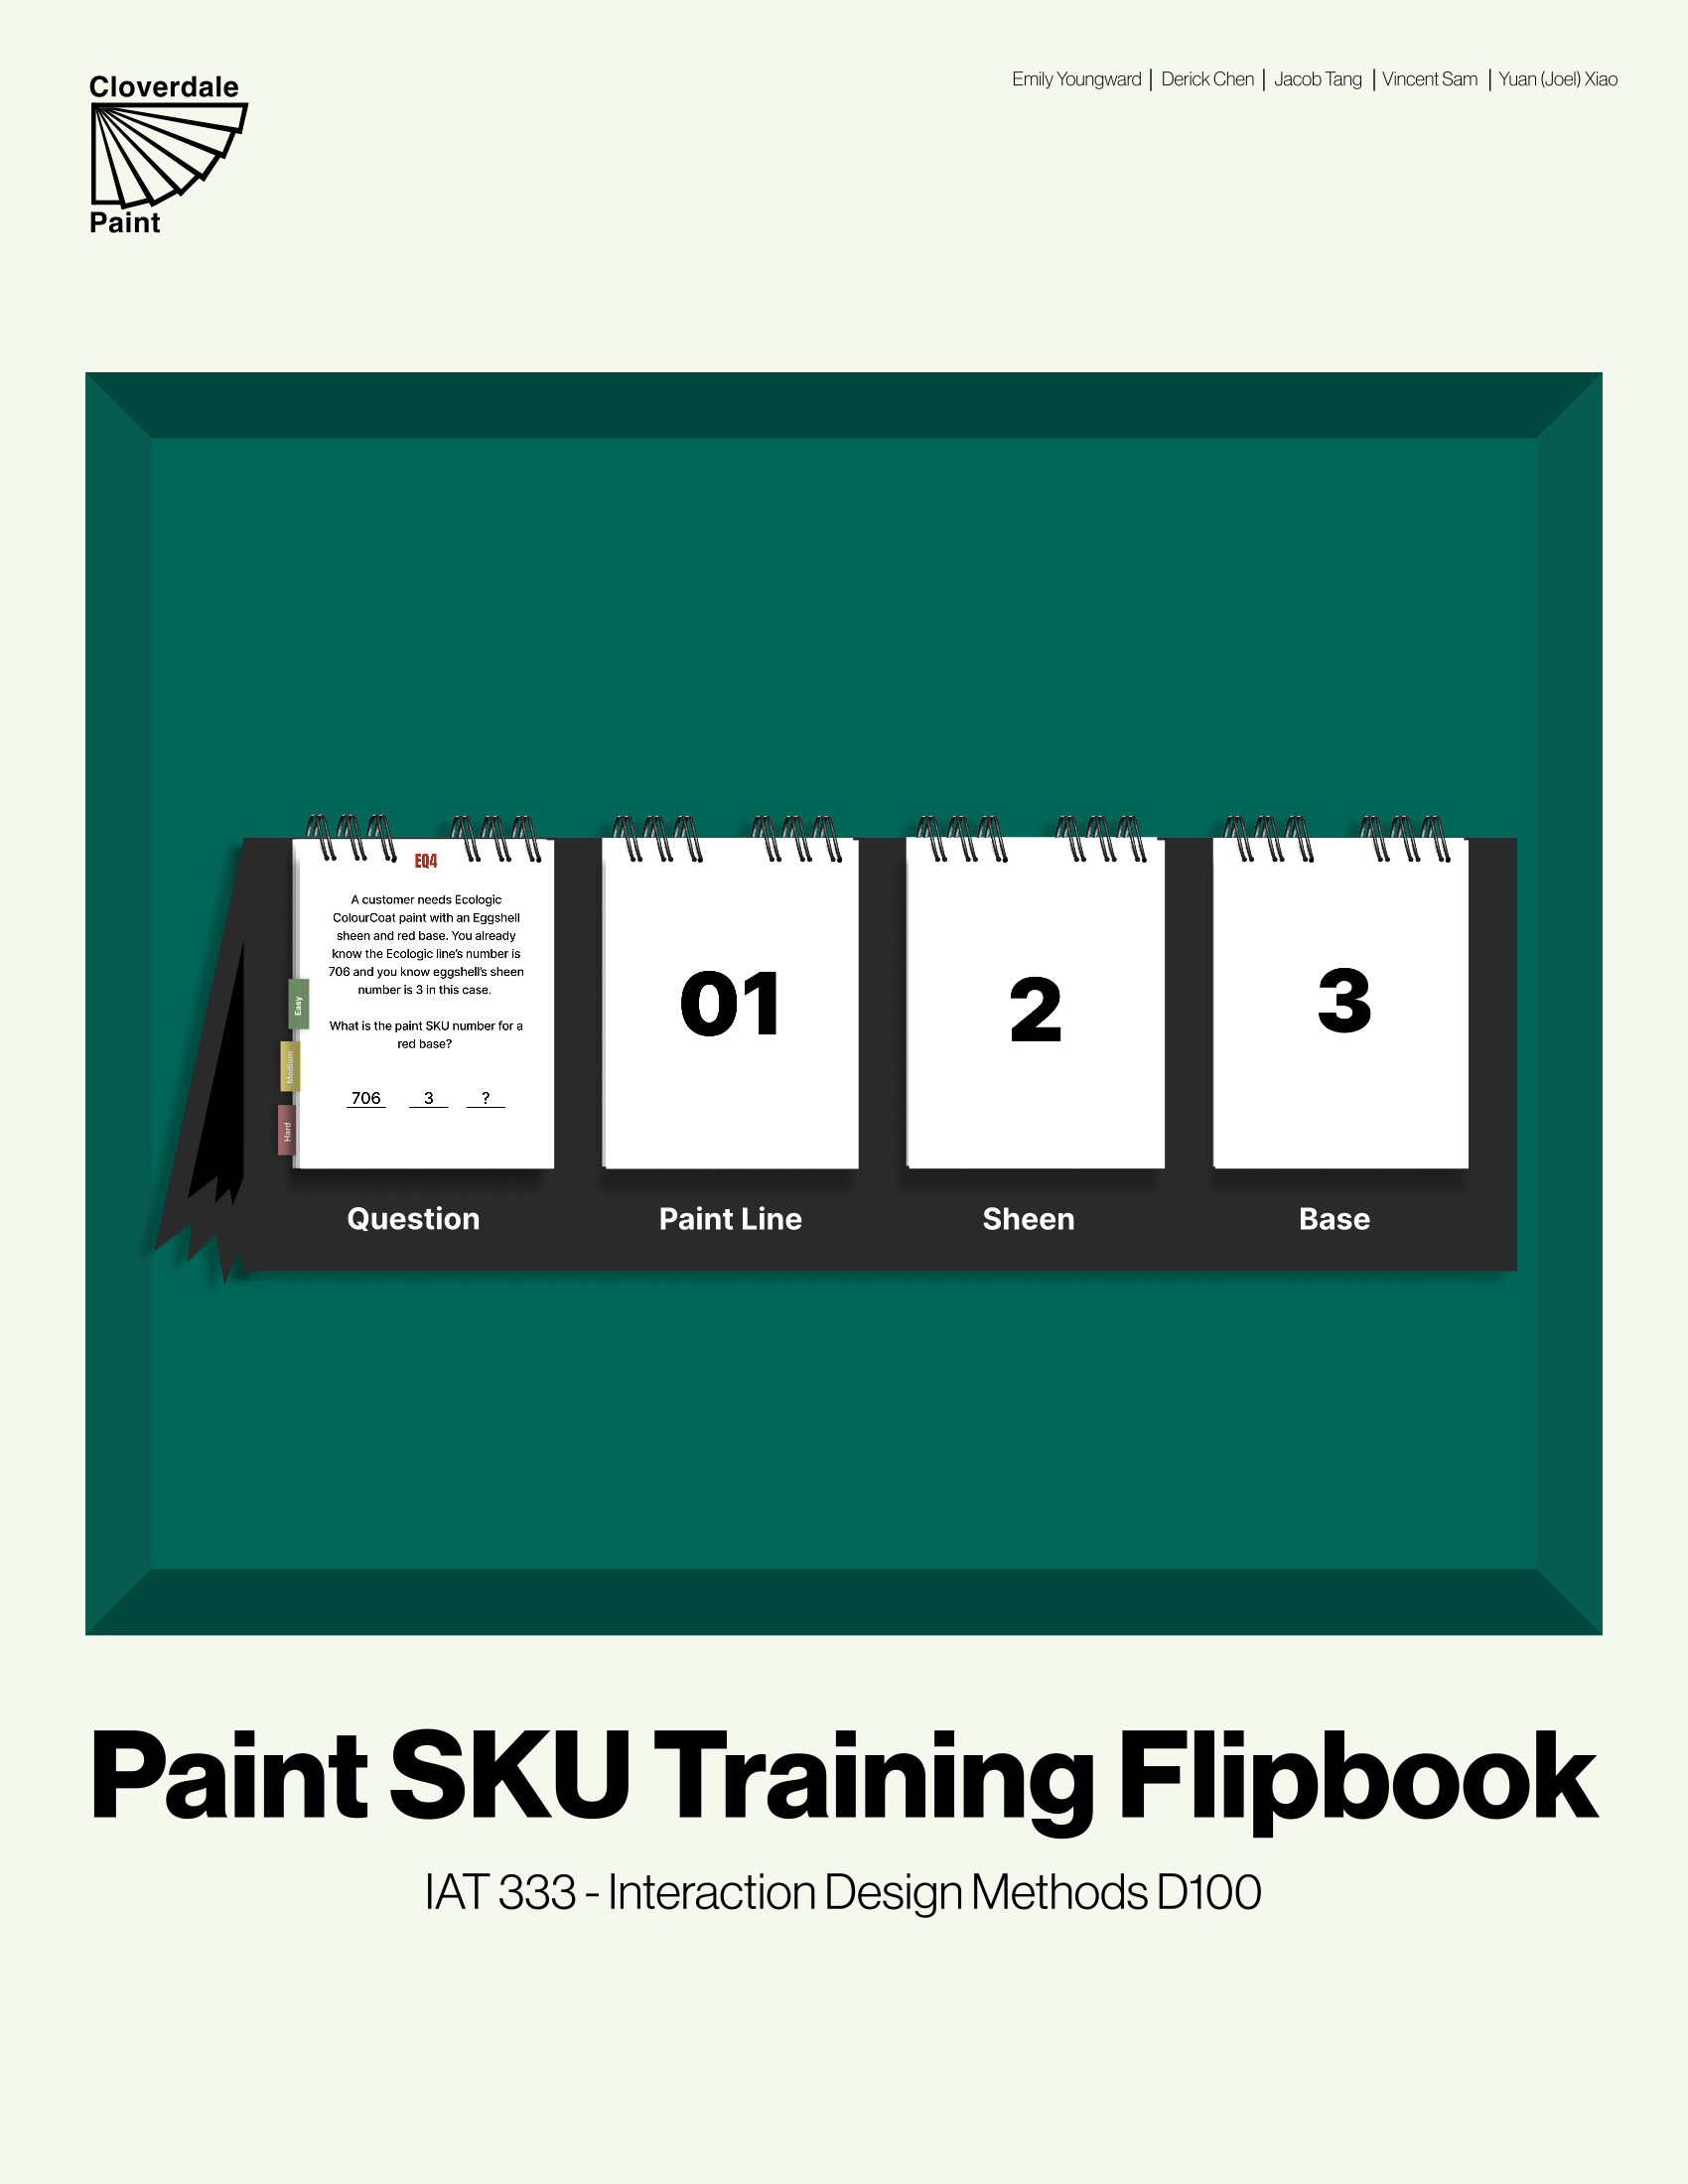 Cloverdale
Paint
Emily Youngward | Derick Chen | Jacob Tang | Vincent Sam | Yuan (Joel) Xiao
EQ4
A customer needs Ecologic
ColourCoat paint with an Eggshell
sheen and red base. You already
know the Ecologic line's number is
706 and you know eggshell's sheen
number is 3 in this case.
What is the paint SKU number for a
red base?
706 3 ?
Easy
Medium
Hard
01
2
3
Question
Paint Line
Sheen
Base
Paint SKU Training Flipbook
IAT 333 - Interaction Design Methods D100